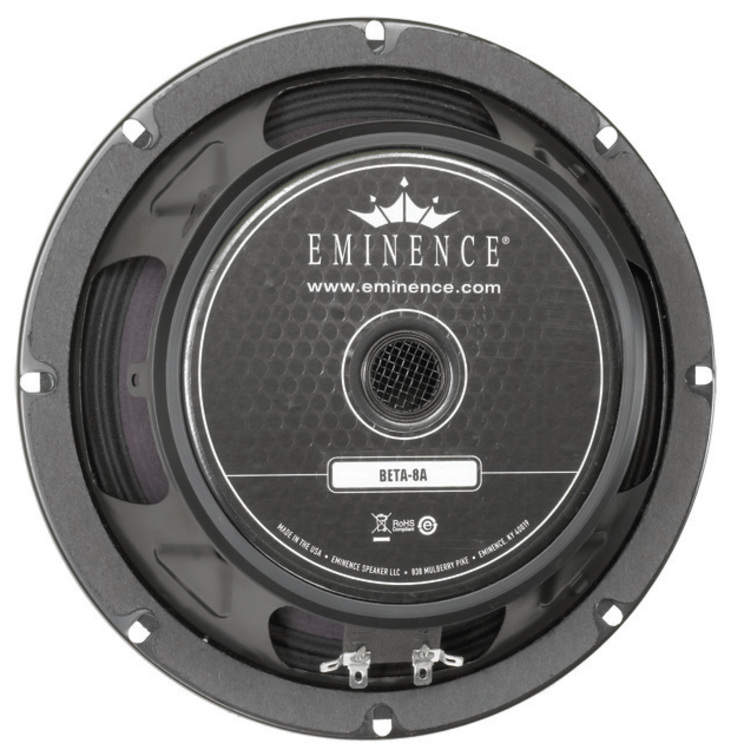 EMINENCE®
www.eminence.com
BETA-8A
RoHS
Compliant
e
MADE IN THE USA • EMINENCE SPEAKER LLC • 838 MULBERRY PIKE • EMINENCE, KY 40019